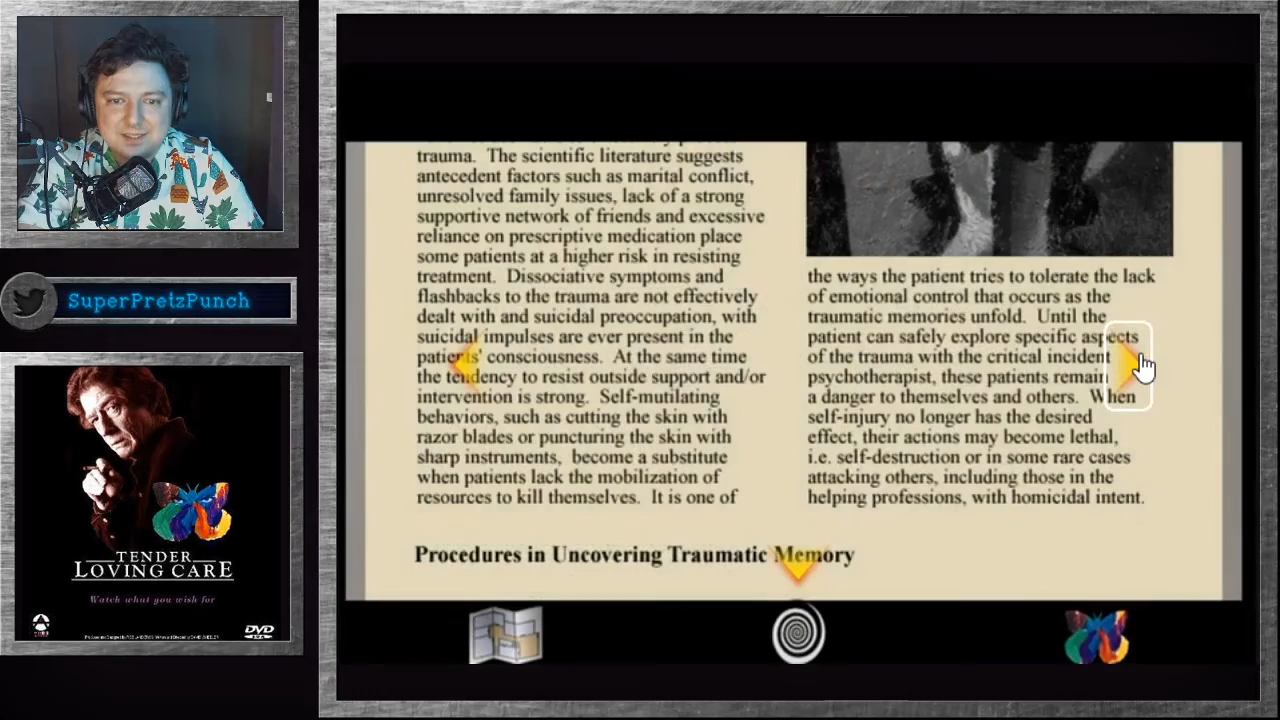 SuperPretzPunch
TENDER
LOVING CARE
Watch what you wish for
DVD
trauma. The scientific literature suggests
antecedent factors such as marital conflict,
unresolved family issues, lack of a strong
supportive network of friends and excessive
reliance on prescriptive medication place
some patients at a higher risk in resisting
treatment. Dissociative symptoms and
flashbacks to the trauma are not effectively
dealt with and suicidal preoccupation, with
suicidal impulses are ever present in the
patients' consciousness. At the same time
the tendency to resist outside support and/or
intervention is strong. Self-mutilating
behaviors, such as cutting the skin with
razor blades or puncturing the skin with
sharp instruments, become a substitute
when patients lack the mobilization of
resources to kill themselves. It is one of
the ways the patient tries to tolerate the lack
of emotional control that occurs as the
traumatic memories unfold. Until the
patient can safely explore specific aspects
of the trauma with the critical incident
psychotherapist, these patients remain
a danger to themselves and others. When
self-injury no longer has the desired
effect, their actions may become lethal,
i.e. self-destruction or in some rare cases
attacking others, including those in the
helping professions, with homicidal intent.
Procedures in Uncovering Traumatic Memory